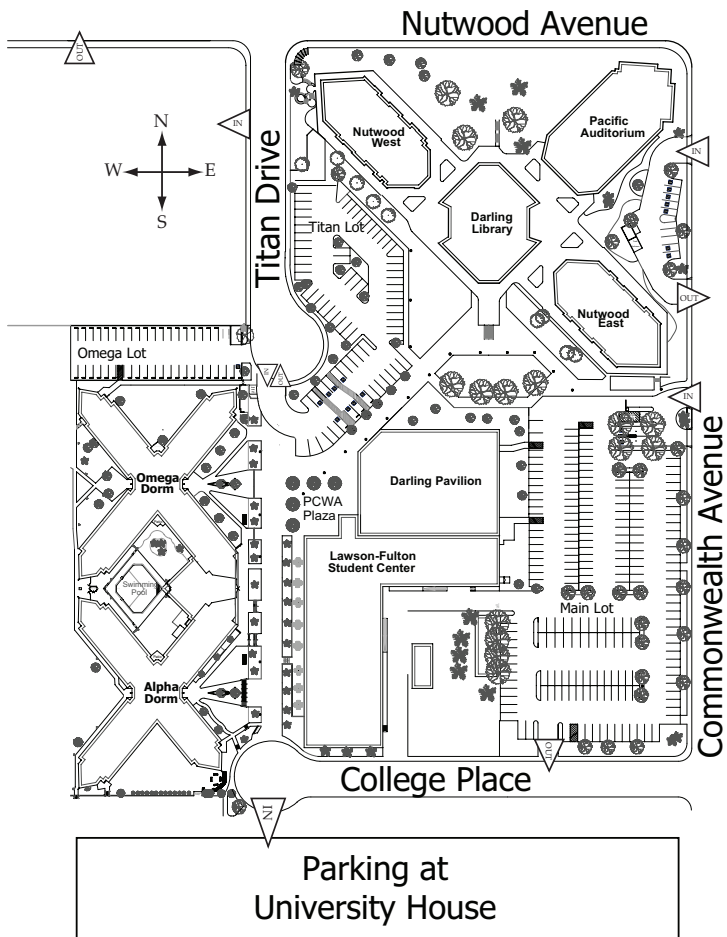 Nutwood Avenue
OUT
IN
N
W
E
S
Titan Drive
Nutwood
West
Pacific
Auditorium
IN
Darling
Library
Titan Lot
OUT
Nutwood
East
Omega Lot
IN
Commonwealth Avenue
Omega
Dorm
Darling Pavilion
PCWA
Plaza
Lawson-Fulton
Student Center
Swimming
Pool
Main Lot
Alpha
Dorm
OUT
College Place
IN
Parking at
University House